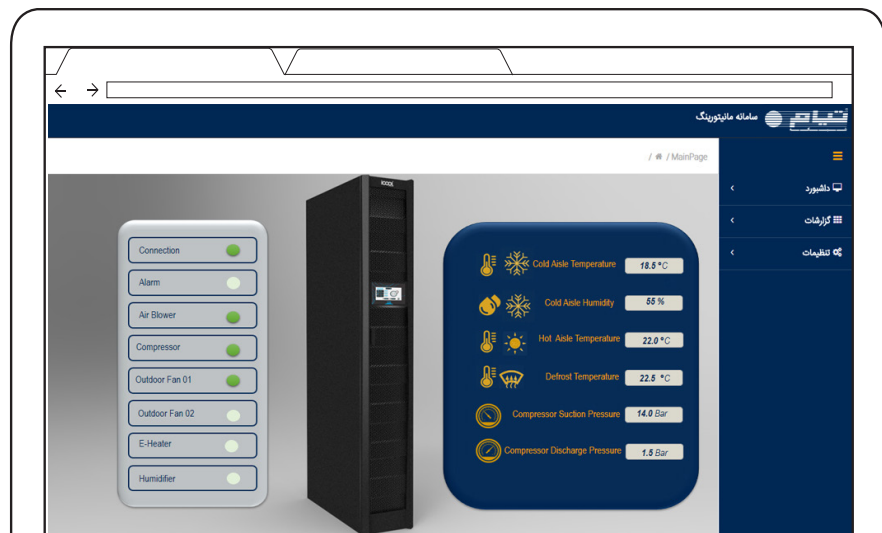 تیام
سامانه مانیتورینگ
/ MainPage /
داشبورد
گزارشات
تنظیمات
Connection
Alarm
Air Blower
Compressor
Outdoor Fan 01
Outdoor Fan 02
E-Heater
Humidifier
Cold Aisle Temperature 18.5 °C
Cold Aisle Humidity 55 %
Hot Aisle Temperature 22.0 °C
Defrost Temperature 22.5 °C
Compressor Suction Pressure 14.0 Bar
Compressor Discharge Pressure 1.5 Bar